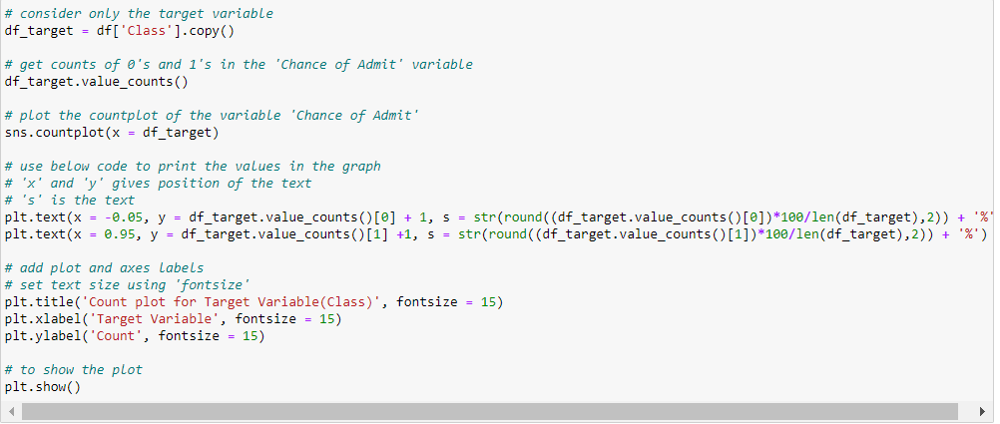 # consider only the target variable
df_target = df['Class'].copy()
# get counts of 0's and 1's in the 'Chance of Admit' variable
df_target.value_counts()
# plot the countplot of the variable 'Chance of Admit'
sns.countplot(x = df_target)
# use below code to print the values in the graph
# 'x' and 'y' gives position of the text
# 's' is the text
plt.text(x = -0.05, y = df_target.value_counts()[0] + 1, s = str(round((df_target.value_counts()[0])*100/len(df_target),2)) + '%'
plt.text(x = 0.95, y = df_target.value_counts()[1] +1, s = str(round((df_target.value_counts()[1])*100/len(df_target),2)) + '%')
# add plot and axes labels
# set text size using 'fontsize'
plt.title('Count plot for Target Variable(Class)', fontsize = 15)
plt.xlabel('Target Variable', fontsize = 15)
plt.ylabel('Count', fontsize = 15)
# to show the plot
plt.show()